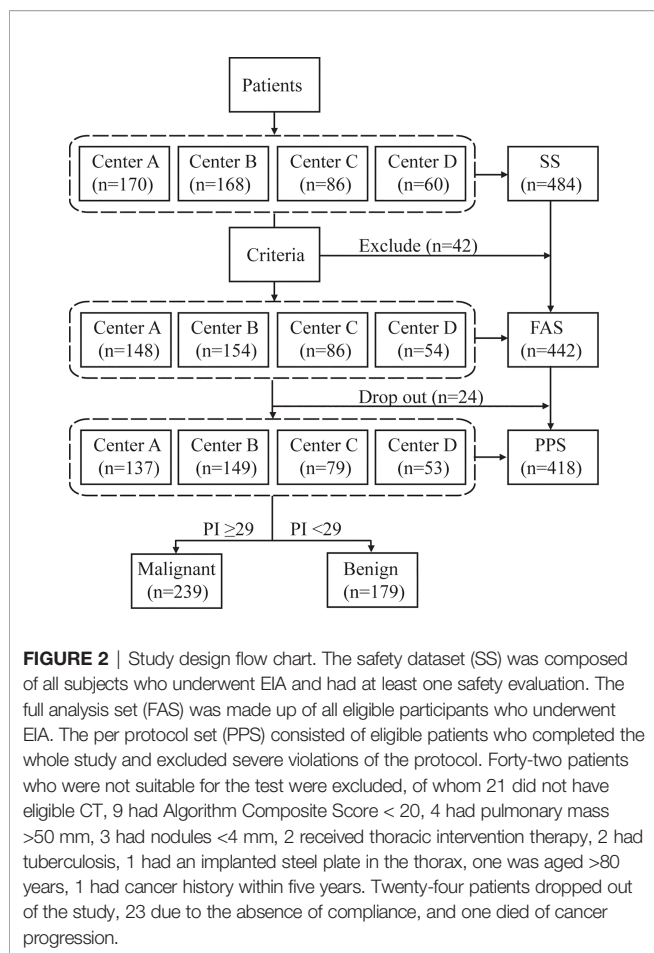 Patients
Center A
(n=170)
Center B
(n=168)
Center C
(n=86)
Center D
(n=60)
SS
(n=484)
Criteria
Exclude (n=42)
Center A
(n=148)
Center B
(n=154)
Center C
(n=86)
Center D
(n=54)
FAS
(n=442)
Drop out (n=24)
Center A
(n=137)
Center B
(n=149)
Center C
(n=79)
Center D
(n=53)
PPS
(n=418)
PI ≥29
PI <29
Malignant
(n=239)
Benign
(n=179)
FIGURE 2 | Study design flow chart. The safety dataset (SS) was composed
of all subjects who underwent EIA and had at least one safety evaluation. The
full analysis set (FAS) was made up of all eligible participants who underwent
EIA. The per protocol set (PPS) consisted of eligible patients who completed the
whole study and excluded severe violations of the protocol. Forty-two patients
who were not suitable for the test were excluded, of whom 21 did not have
eligible CT, 9 had Algorithm Composite Score < 20, 4 had pulmonary mass
>50 mm, 3 had nodules <4 mm, 2 received thoracic intervention therapy, 2 had
tuberculosis, 1 had an implanted steel plate in the thorax, one was aged >80
years, 1 had cancer history within five years. Twenty-four patients dropped out
of the study, 23 due to the absence of compliance, and one died of cancer
progression.